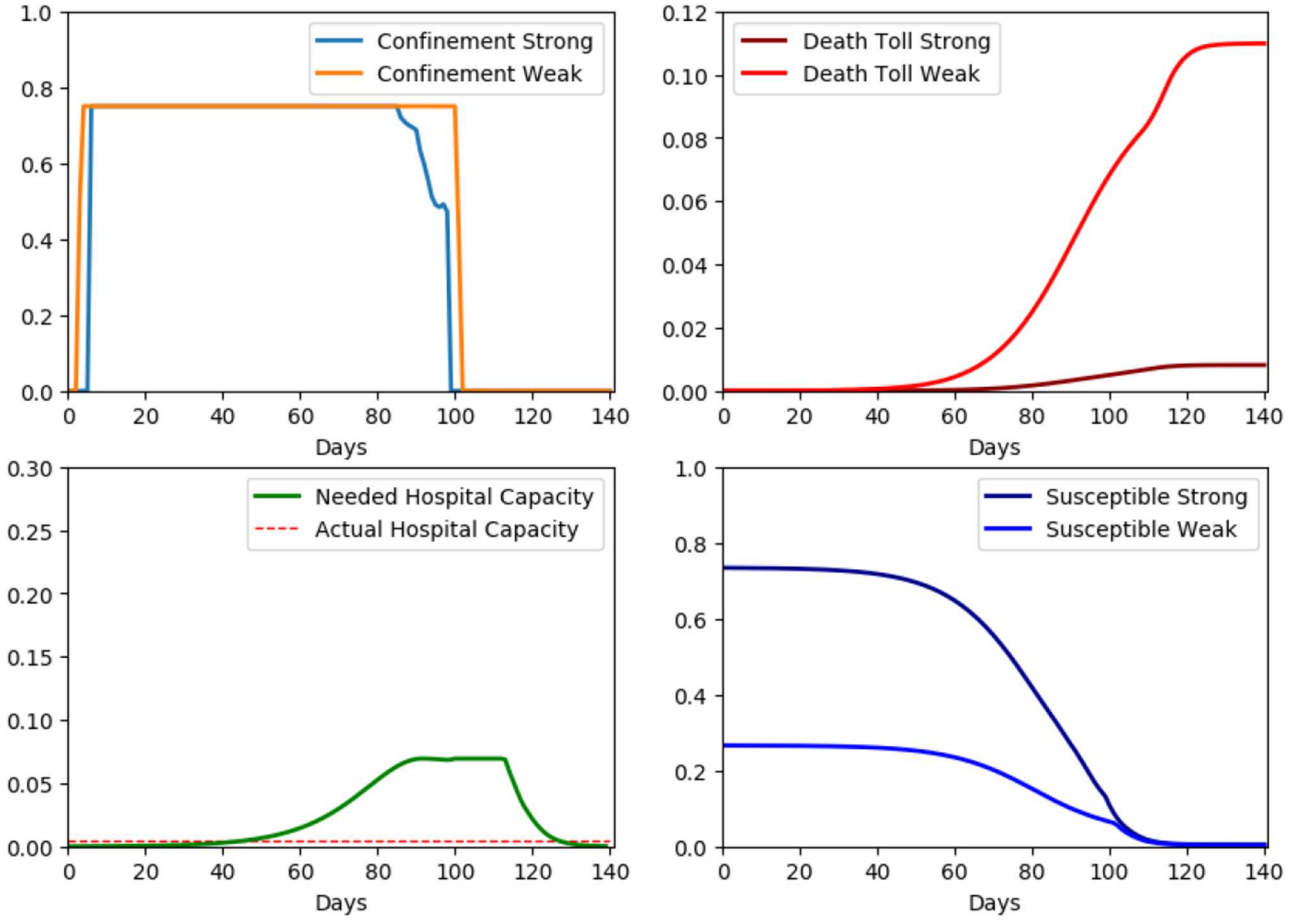 1.0
0.8
0.6
0.4
0.2
0.0
Confinement Strong
Confinement Weak
0 20 40 60 80 100 120 140
Days
0.12
0.10
0.08
0.06
0.04
0.02
0.00
Death Toll Strong
Death Toll Weak
0 20 40 60 80 100 120 140
Days
0.30
0.25
0.20
0.15
0.10
0.05
0.00
Needed Hospital Capacity
Actual Hospital Capacity
0 20 40 60 80 100 120 140
Days
1.0
0.8
0.6
0.4
0.2
0.0
Susceptible Strong
Susceptible Weak
0 20 40 60 80 100 120 140
Days